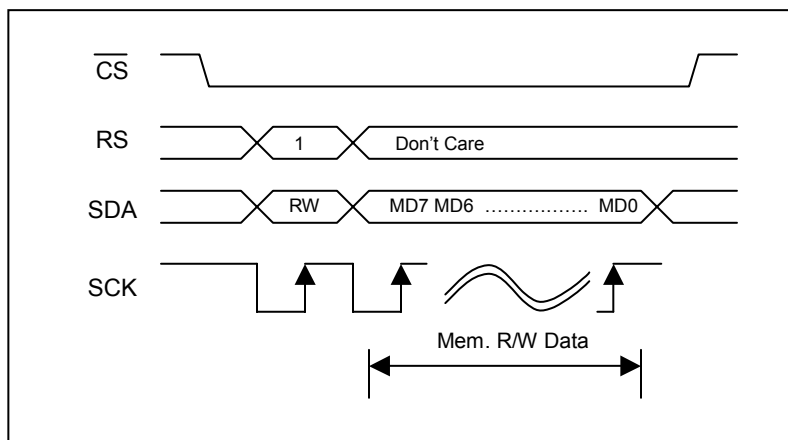 CS
RS 1 Don't Care
SDA RW MD7 MD6 ................. MD0
SCK
Mem. R/W Data